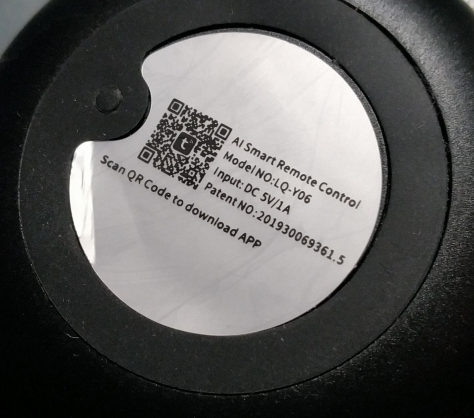 AI Smart Remote Control
Model NO:LQ-Y06
Input: DC 5V/1A
Patent NO:201930069361.5
Scan QR Code to download APP